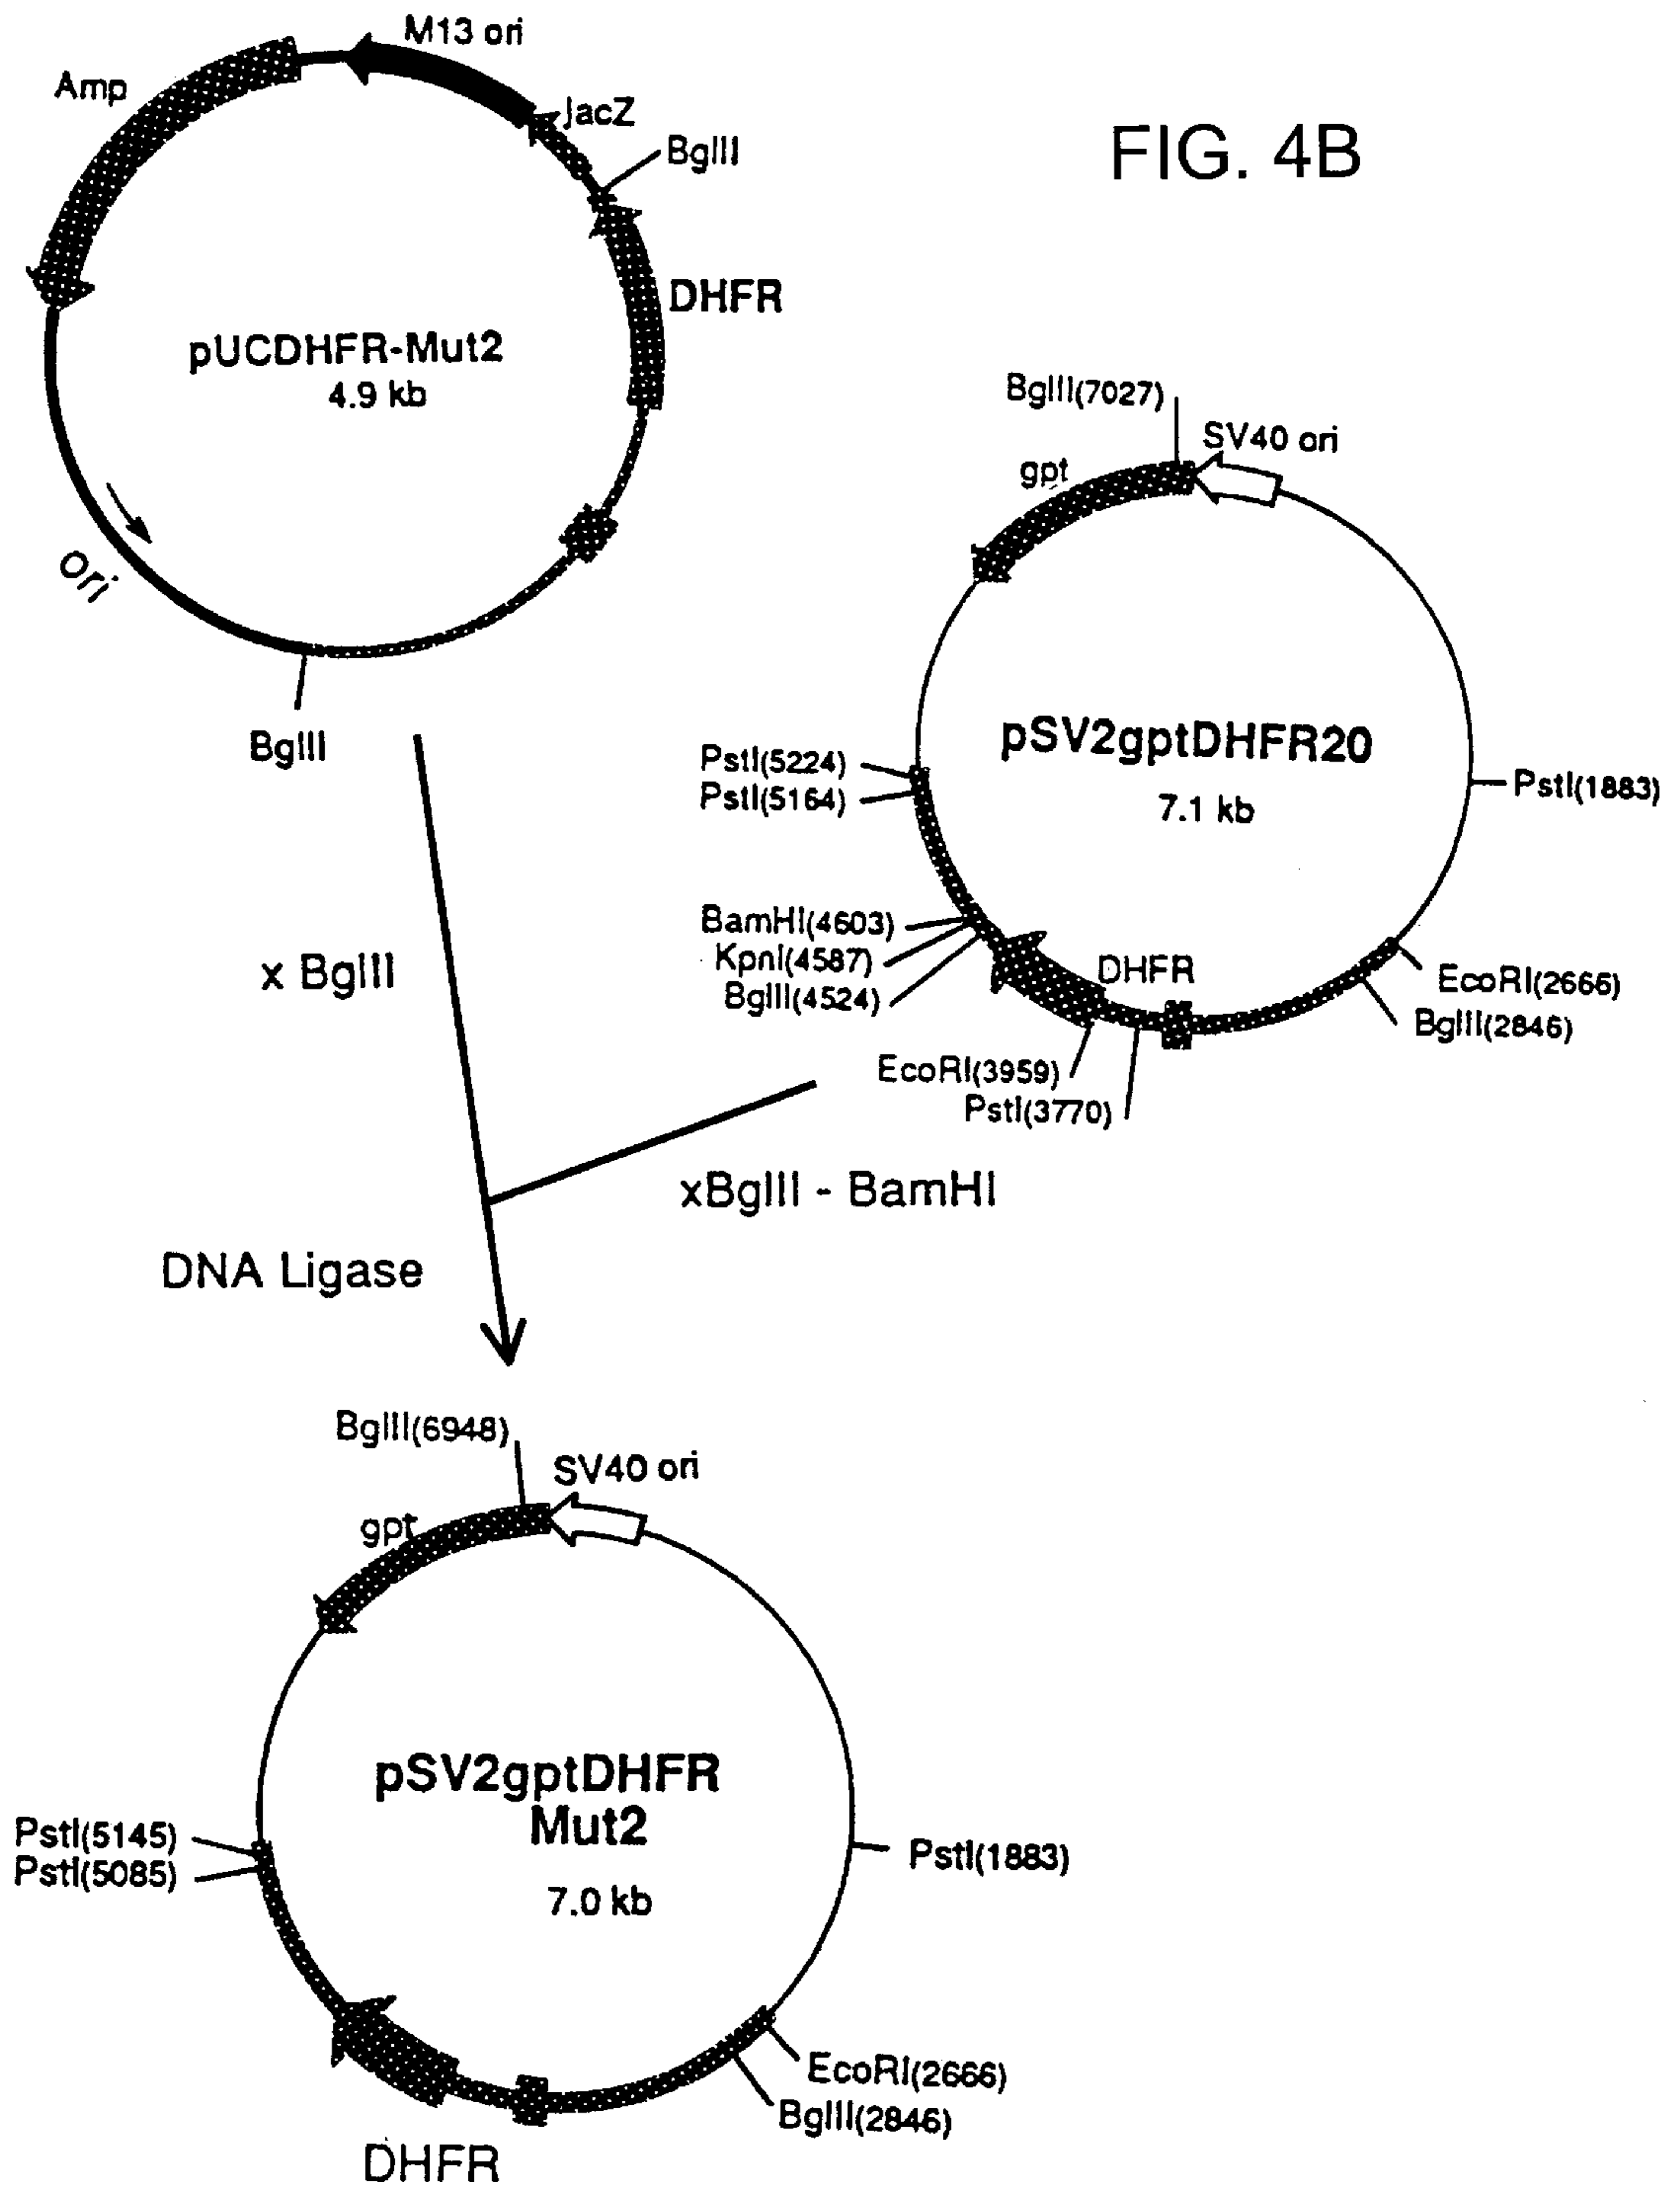 M13 ori
Amp
lacZ
BglII
FIG. 4B
DHFR
pUCDHFR-Mut2
4.9 kb
ori
BglII
BglII(7027)
SV40 ori
gpt
pSV2gptDHFR20
7.1 kb
PstI(5224)
PstI(5164)
PstI(1883)
BamHI(4603)
KpnI(4587)
BglII(4524)
DHFR
EcoRI(2666)
BglII(2846)
EcoRI(3959)
PstI(3770)
x BglII
xBglII - BamHI
DNA Ligase
BglII(6948)
SV40 ori
gpt
pSV2gptDHFR
Mut2
7.0 kb
PstI(5145)
PstI(5085)
PstI(1883)
EcoRI(2666)
BglII(2846)
DHFR